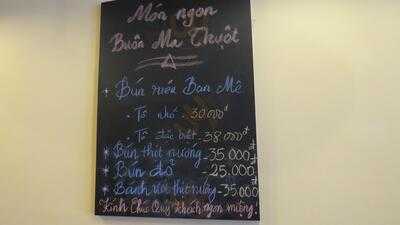 Món ngon
Buôn Ma Thuột
* Bún riêu Ban Mê
- Tô nhỏ - 30.000đ
- Tô đặc biệt - 38.000đ
* Bún thịt nướng - 35.000đ
* Bún đỏ - 25.000đ
* Bánh ướt thịt nướng - 35.000đ
Kính Chúc Quý khách ngon miệng!